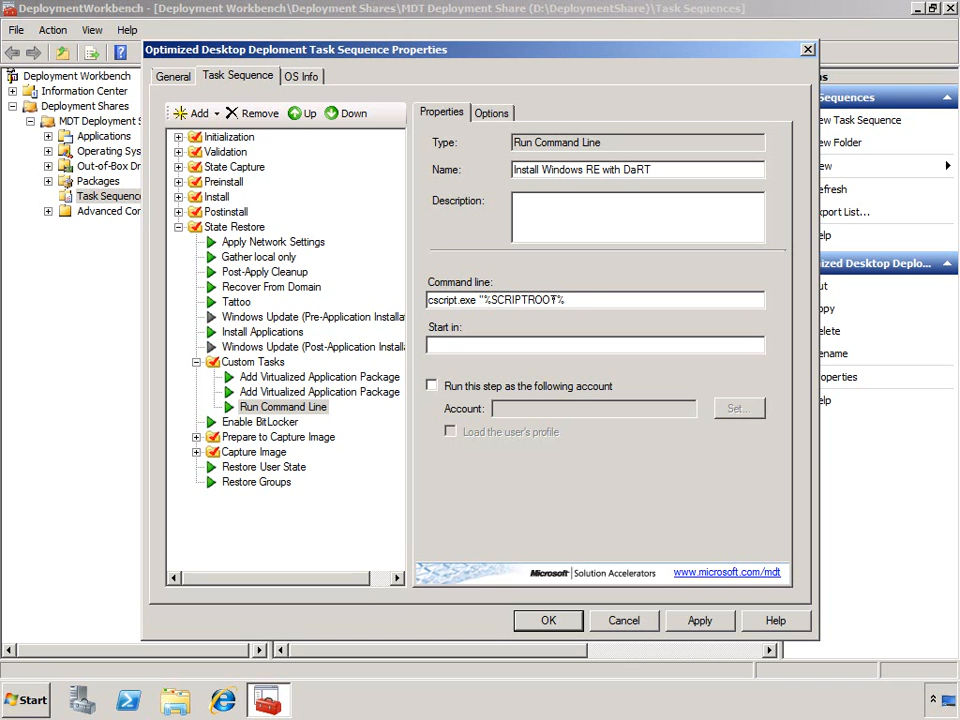 DeploymentWorkbench - [Deployment Workbench\Deployment Shares\MDT Deployment Share (D:\DeploymentShare)\Task Sequences]
File Action View Help
Deployment Workbench
Information Center
Deployment Shares
MDT Deployment S
Applications
Operating Sys
Out-of-Box Dr
Packages
Task Sequenc
Advanced Cor
Optimized Desktop Deploment Task Sequence Properties
General Task Sequence OS Info
Add Remove Up Down
Initialization
Validation
State Capture
Preinstall
Install
Postinstall
State Restore
Apply Network Settings
Gather local only
Post-Apply Cleanup
Recover From Domain
Tattoo
Windows Update (Pre-Application Installa
Install Applications
Windows Update (Post-Application Install
Custom Tasks
Add Virtualized Application Package
Add Virtualized Application Package
Run Command Line
Enable BitLocker
Prepare to Capture Image
Capture Image
Restore User State
Restore Groups
Properties Options
Type: Run Command Line
Name: Install Windows RE with DaRT
Description:
Command line:
cscript.exe "%SCRIPTROOT%
Start in:
Run this step as the following account
Account: Set...
Load the user's profile
Microsoft Solution Accelerators www.microsoft.com/mdt
OK Cancel Apply Help
ns
Sequences
ew Task Sequence
ew Folder
ew
efresh
xport List...
elp
ized Desktop Deplo...
ut
opy
elete
ename
operties
elp
Start